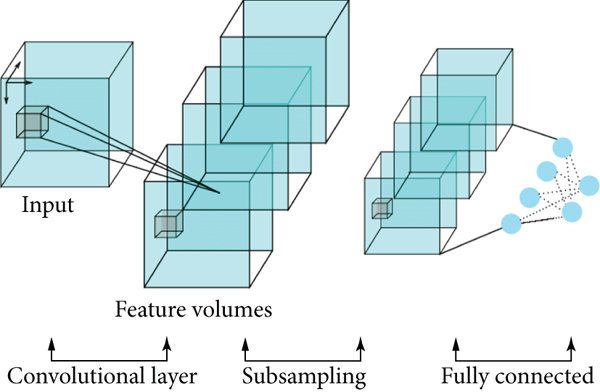 Input
Feature volumes
Convolutional layer
Subsampling
Fully connected